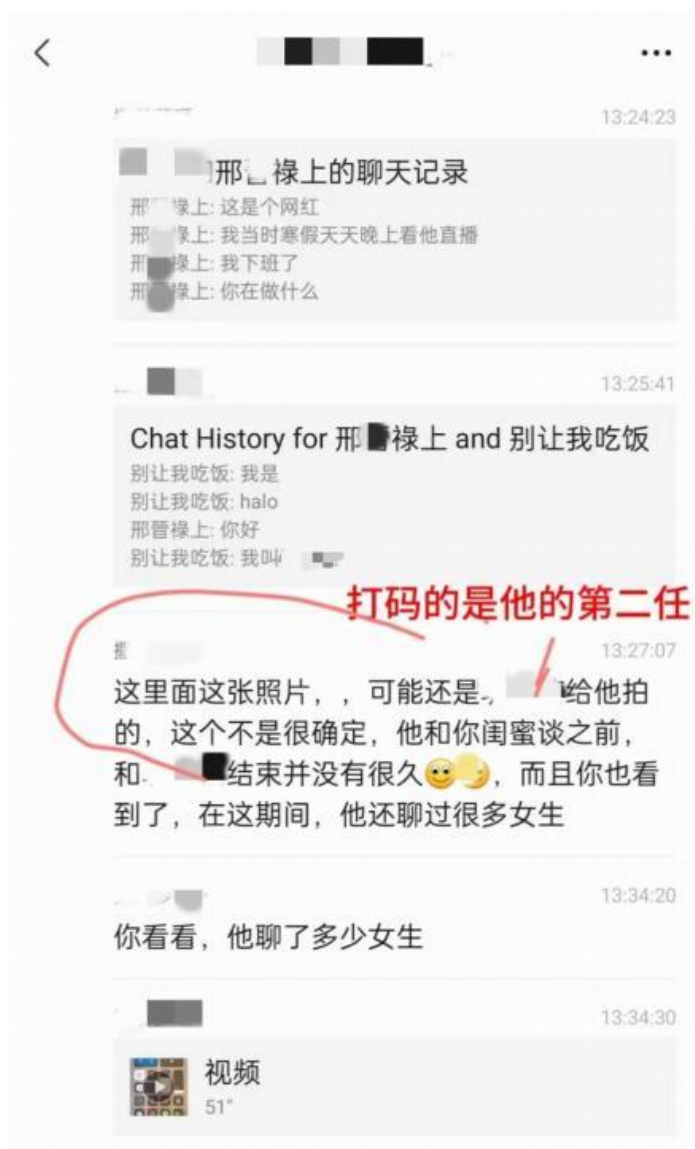 13:24:23
邢 禄上的聊天记录
邢 禄上: 这是个网红
邢 禄上: 我当时寒假天天晚上看他直播
邢 禄上: 我下班了
邢 禄上: 你在做什么
13:25:41
Chat History for 邢 禄上 and 别让我吃饭
别让我吃饭: 我是
别让我吃饭: halo
邢晉祿上: 你好
别让我吃饭: 我叫
打码的是他的第二任
13:27:07
这里面这张照片，，可能还是 给他拍
的，这个不是很确定，他和你闺蜜谈之前，
和 结束并没有很久 ，而且你也看
到了，在这期间，他还聊过很多女生
13:34:20
你看看，他聊了多少女生
13:34:30
视频
51"